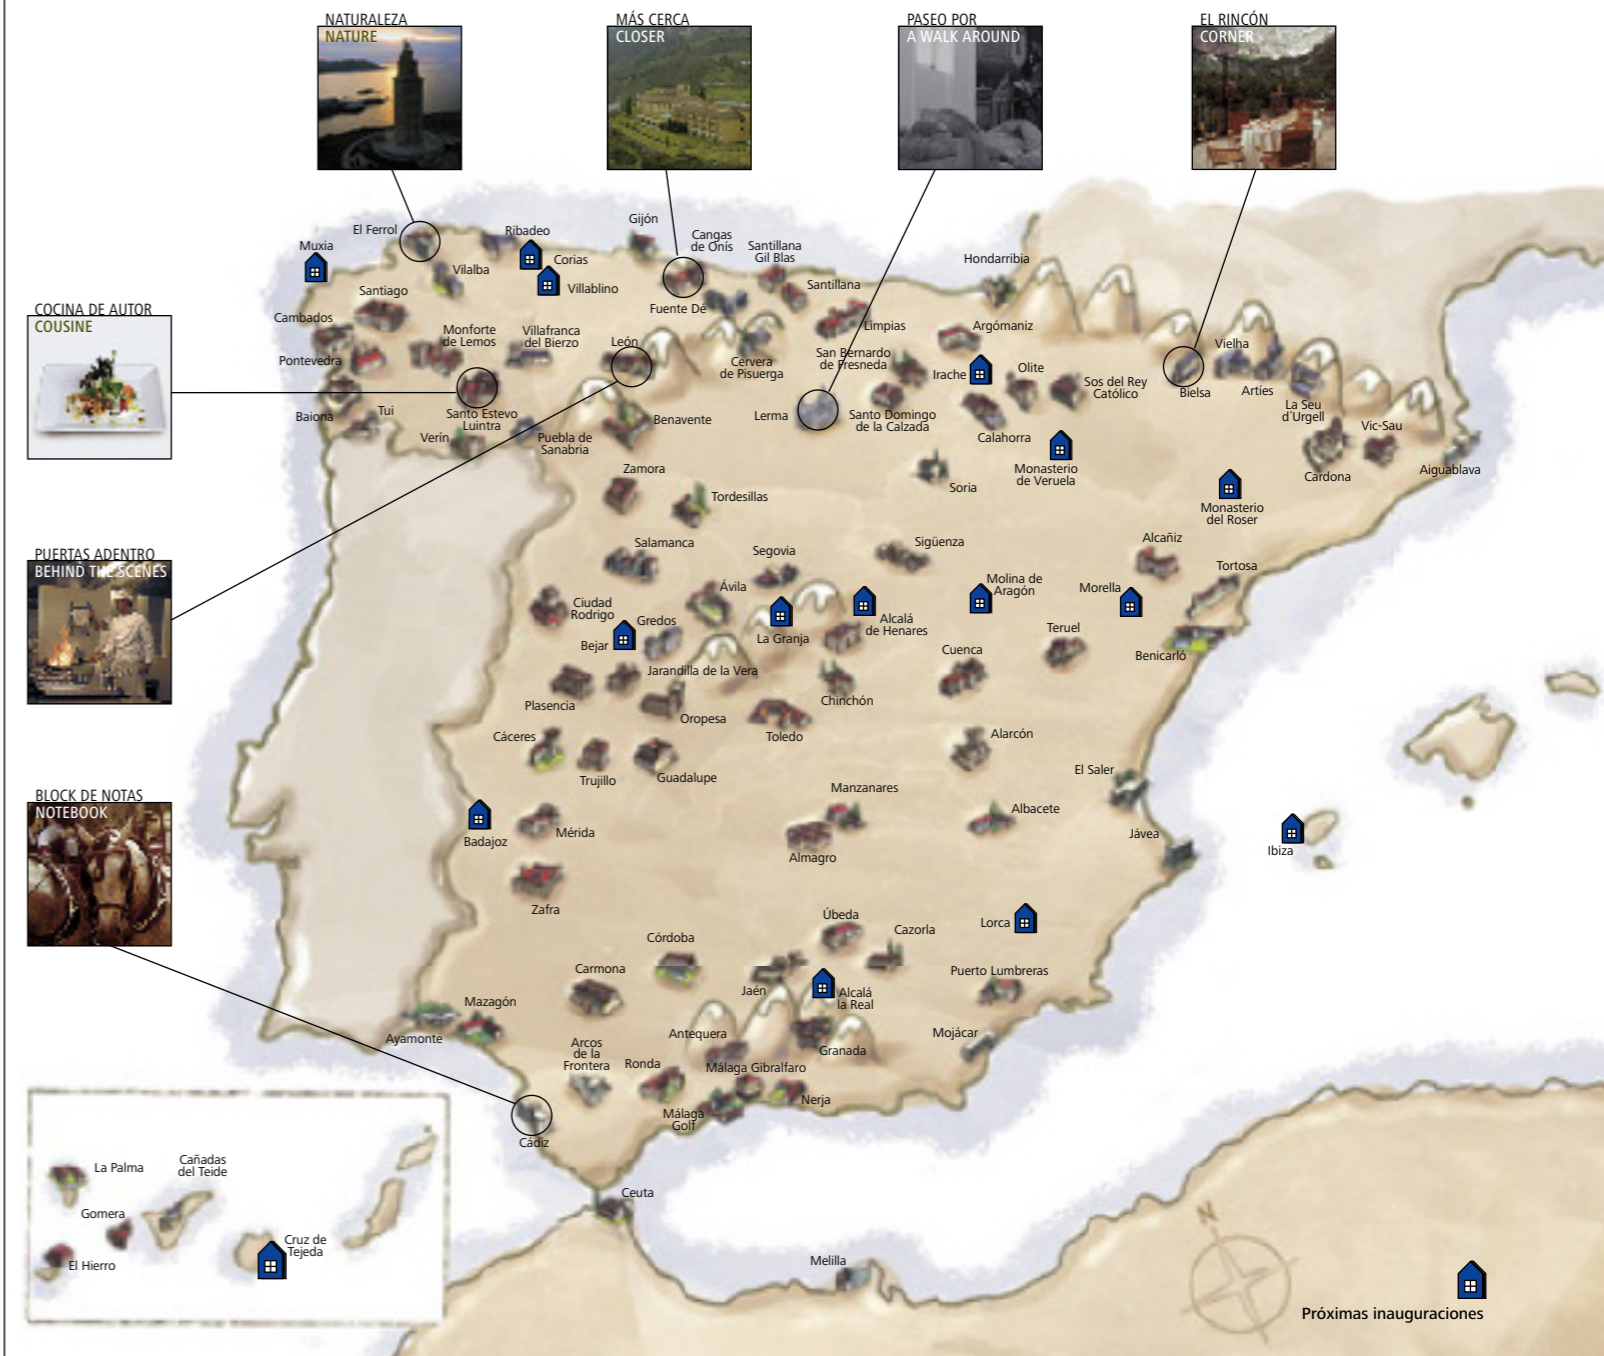 NATURALEZA
NATURE
MÁS CERCA
CLOSER
PASEO POR
A WALK AROUND
EL RINCÓN
CORNER
COCINA DE AUTOR
COUSINE
PUERTAS ADENTRO
BEHIND THE SCENES
BLOCK DE NOTAS
NOTEBOOK
Muxia
El Ferrol
Ribadeo
Gijón
Cangas
de Onís
Santillana
Gil Blas
Hondarribia
Corias
Vilalba
Villablino
Santiago
Fuente Dé
Santillana
Cambados
Limpias
Argómaniz
Monforte
de Lemos
Villafranca
del Bierzo
León
Vielha
Pontevedra
Cervera
de Pisuerga
San Bernardo
de Fresneda
Irache
Olite
Sos del Rey
Católico
Bielsa
Artíes
La Seu
d'Urgell
Baiona
Tui
Santo Estevo
Luintra
Benavente
Lerma
Santo Domingo
de la Calzada
Vic-Sau
Verín
Puebla de
Sanabria
Calahorra
Monasterio
de Veruela
Cardona
Aiguablava
Zamora
Tordesillas
Soria
Monasterio
del Roser
Salamanca
Segovia
Sigüenza
Alcañiz
Tortosa
Ciudad
Rodrigo
Ávila
Molina de
Aragón
Morella
Bejar
Gredos
La Granja
Alcalá
de Henares
Teruel
Benicarló
Jarandilla de la Vera
Cuenca
Plasencia
Oropesa
Chinchón
Cáceres
Toledo
Alarcón
Trujillo
Guadalupe
El Saler
Manzanares
Albacete
Badajoz
Mérida
Jávea
Ibiza
Almagro
Zafra
Úbeda
Cazorla
Lorca
Córdoba
Carmona
Jaén
Alcalá
la Real
Puerto Lumbreras
Mazagón
Ayamonte
Antequera
Granada
Mojácar
Arcos
de la
Frontera
Ronda
Málaga Gibralfaro
Nerja
Málaga
Golf
Cádiz
La Palma
Cañadas
del Teide
Ceuta
Gomera
Cruz de
Tejeda
El Hierro
Melilla
N
Próximas inauguraciones